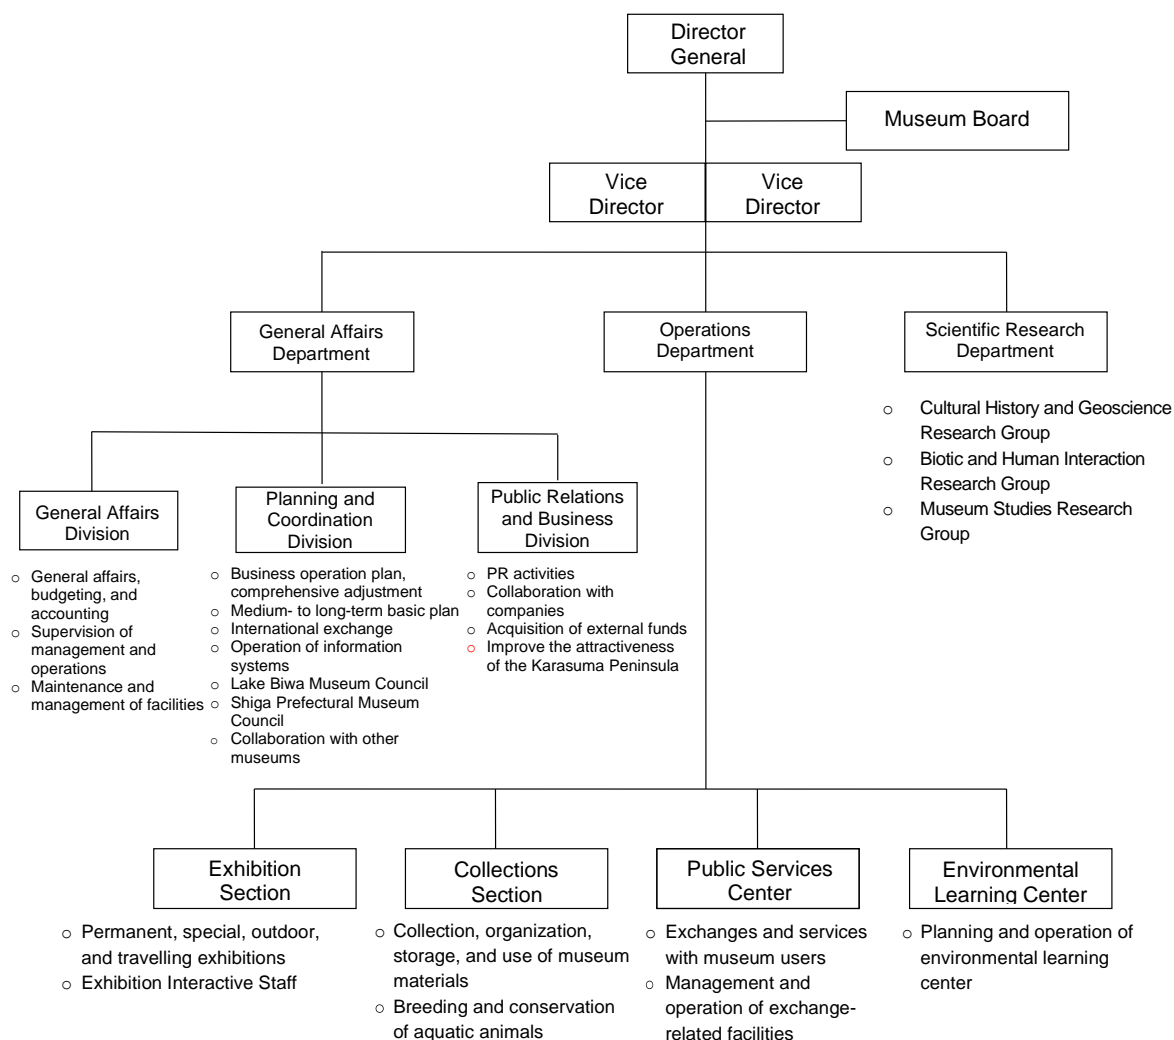 Director
General
Museum Board
Vice
Director
Vice
Director
General Affairs
Department
Operations
Department
Scientific Research
Department
○ Cultural History and Geoscience
Research Group
○ Biotic and Human Interaction
Research Group
○ Museum Studies Research
Group
General Affairs
Division
○ General affairs,
budgeting, and
accounting
○ Supervision of
management and
operations
○ Maintenance and
management of facilities
Planning and
Coordination
Division
○ Business operation plan,
comprehensive adjustment
○ Medium- to long-term basic plan
○ International exchange
○ Operation of information
systems
○ Lake Biwa Museum Council
○ Shiga Prefectural Museum
Council
○ Collaboration with other
museums
Public Relations
and Business
Division
○ PR activities
○ Collaboration with
companies
○ Acquisition of external funds
○ Improve the attractiveness
of the Karasuma Peninsula
Exhibition
Section
○ Permanent, special, outdoor,
and travelling exhibitions
○ Exhibition Interactive Staff
Collections
Section
○ Collection, organization,
storage, and use of museum
materials
○ Breeding and conservation
of aquatic animals
Public Services
Center
○ Exchanges and services
with museum users
○ Management and
operation of exchange-
related facilities
Environmental
Learning Center
○ Planning and operation of
environmental learning
center